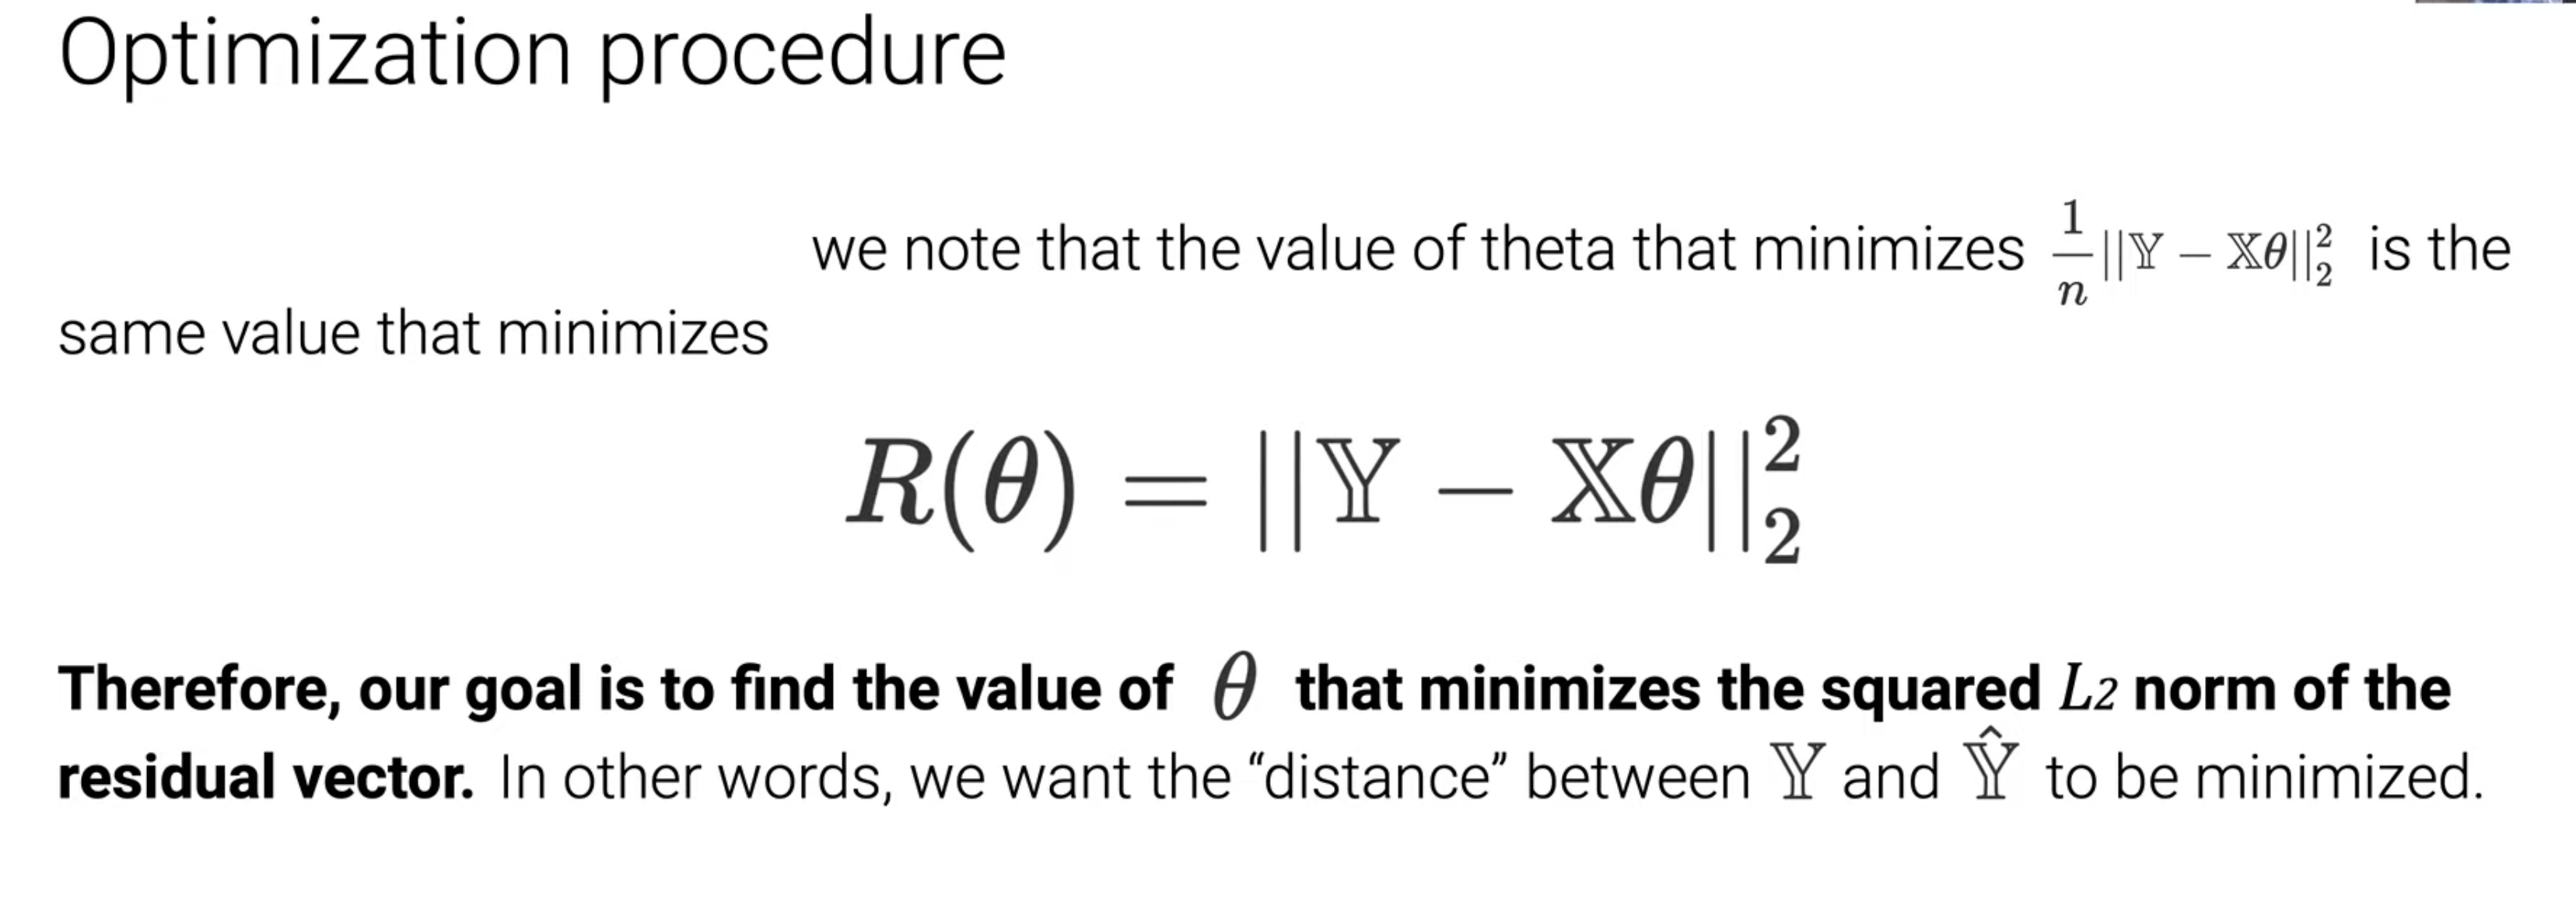 Optimization procedure
we note that the value of theta that minimizes $\frac{1}{n}||\mathbb{Y} - \mathbb{X}\theta||_2^2$ is the
same value that minimizes
$R(\theta) = ||\mathbb{Y} - \mathbb{X}\theta||_2^2$
Therefore, our goal is to find the value of $\theta$ that minimizes the squared $L2$ norm of the
residual vector. In other words, we want the “distance” between $\mathbb{Y}$ and $\hat{\mathbb{Y}}$ to be minimized.